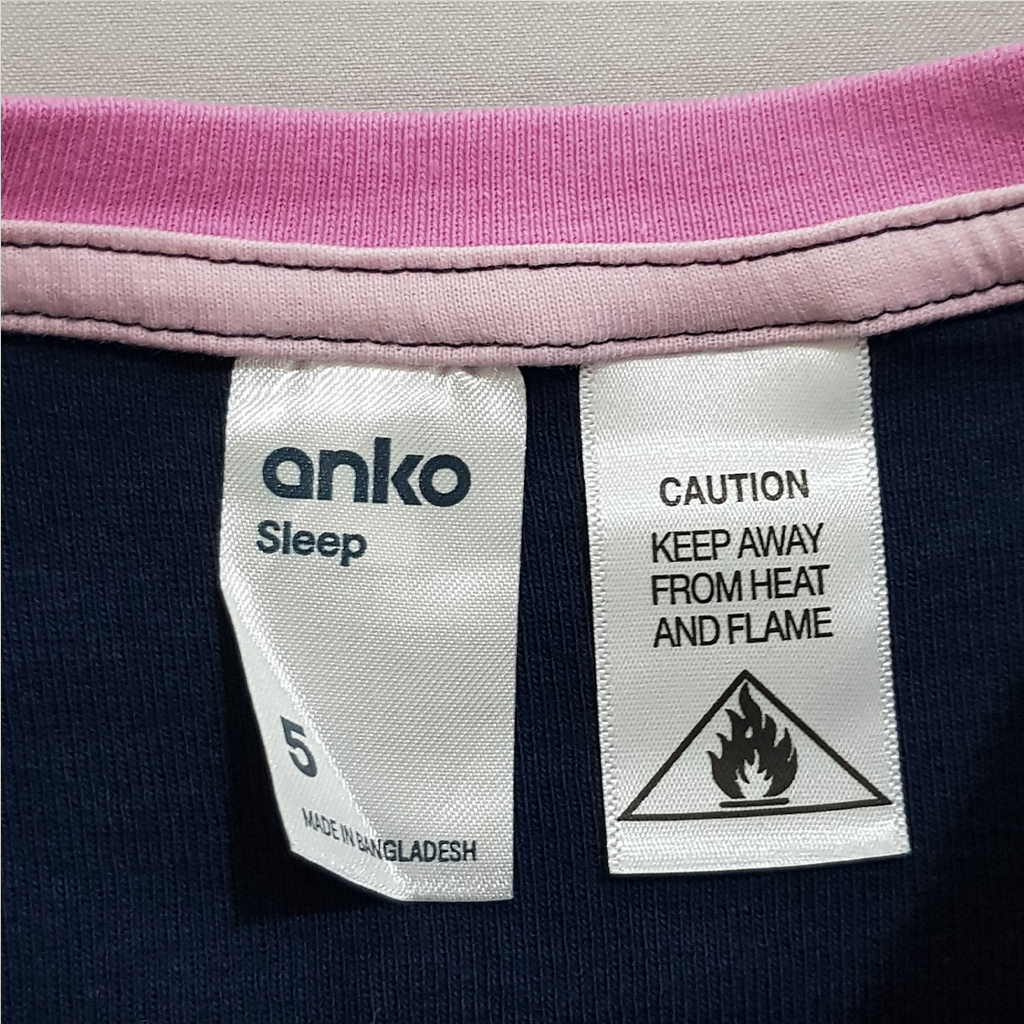 anko
Sleep
5
MADE IN BANGLADESH
CAUTION
KEEP AWAY
FROM HEAT
AND FLAME